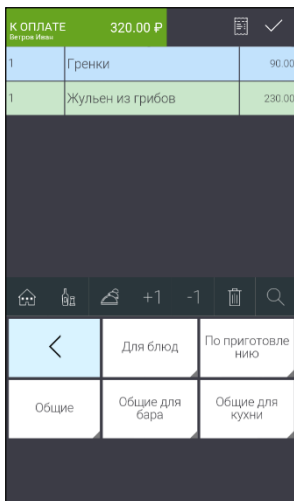 К ОПЛАТЕ 320.00 ₽
Ветров Иван
1 Гренки 90.00
1 Жульен из грибов 230.00
+1 -1
Для блюд
По приготовле
нию
Общие
Общие для
бара
Общие для
кухни